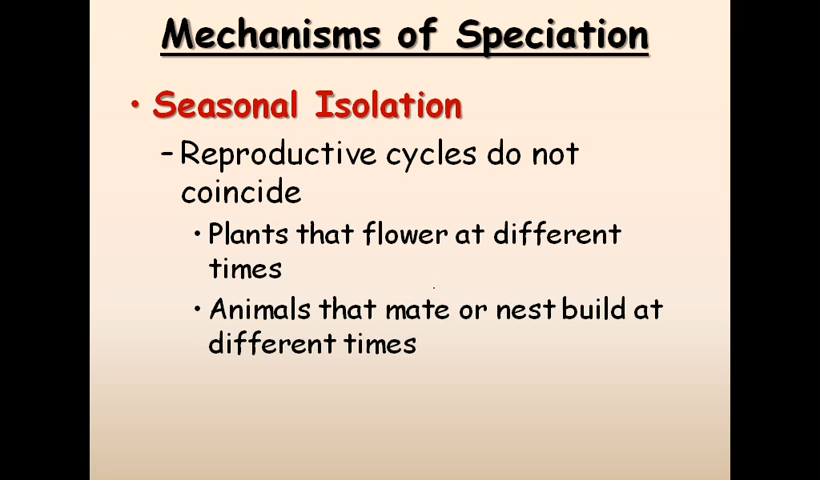 Mechanisms of Speciation
• Seasonal Isolation
– Reproductive cycles do not
coincide
• Plants that flower at different
times
• Animals that mate or nest build at
different times